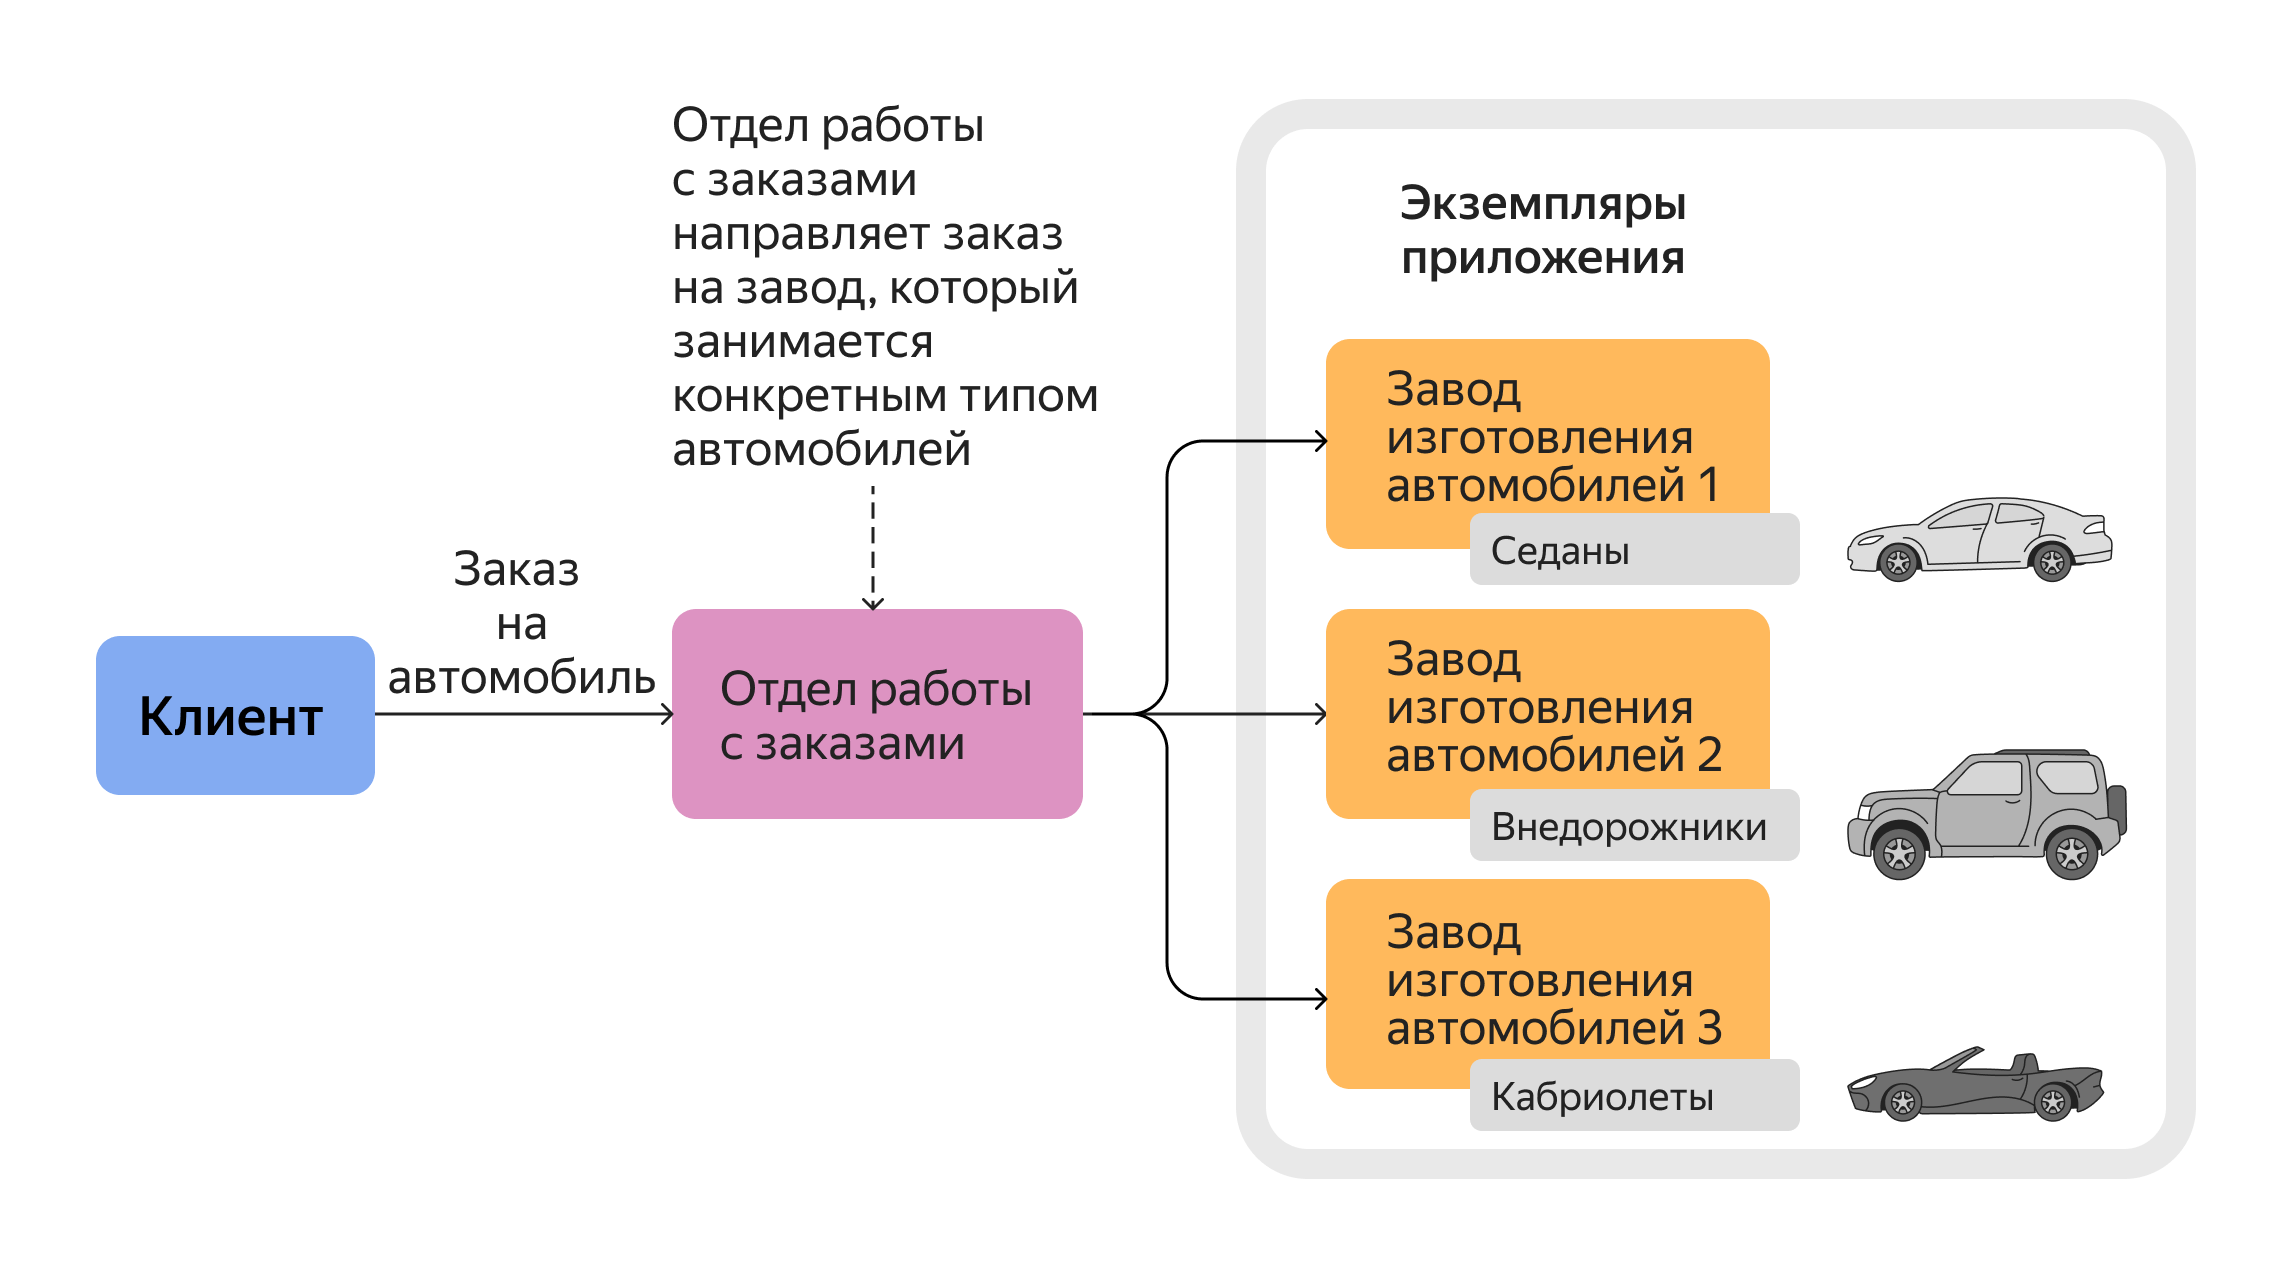 Отдел работы
с заказами
направляет заказ
на завод, который
занимается
конкретным типом
автомобилей
Заказ
на
автомобиль
Клиент
Отдел работы
с заказами
Экземпляры
приложения
Завод
изготовления
автомобилей 1
Седаны
Завод
изготовления
автомобилей 2
Внедорожники
Завод
изготовления
автомобилей 3
Кабриолеты